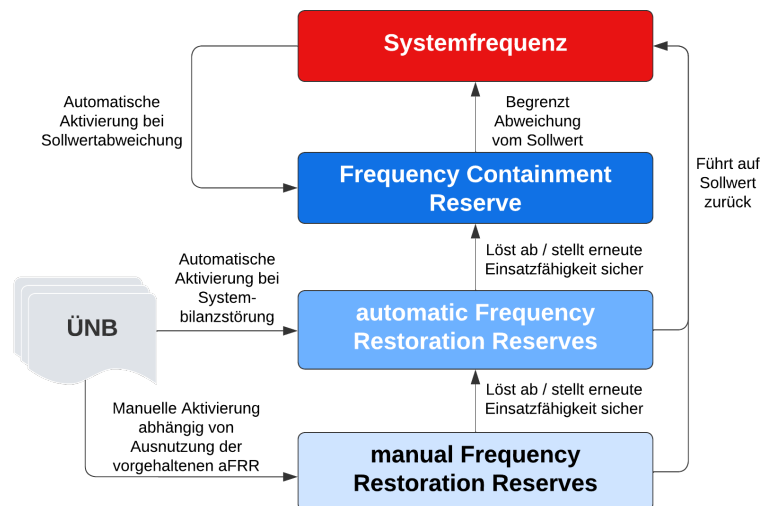 Systemfrequenz
Automatische
Aktivierung bei
Sollwertabweichung
Begrenzt
Abweichung
vom Sollwert
Führt auf
Sollwert
zurück
Frequency Containment
Reserve
Automatische
Aktivierung bei
System-
bilanzstörung
Löst ab / stellt erneute
Einsatzfähigkeit sicher
ÜNB
automatic Frequency
Restoration Reserves
Manuelle Aktivierung
abhängig von
Ausnutzung der
vorgehaltenen aFRR
Löst ab / stellt erneute
Einsatzfähigkeit sicher
manual Frequency
Restoration Reserves